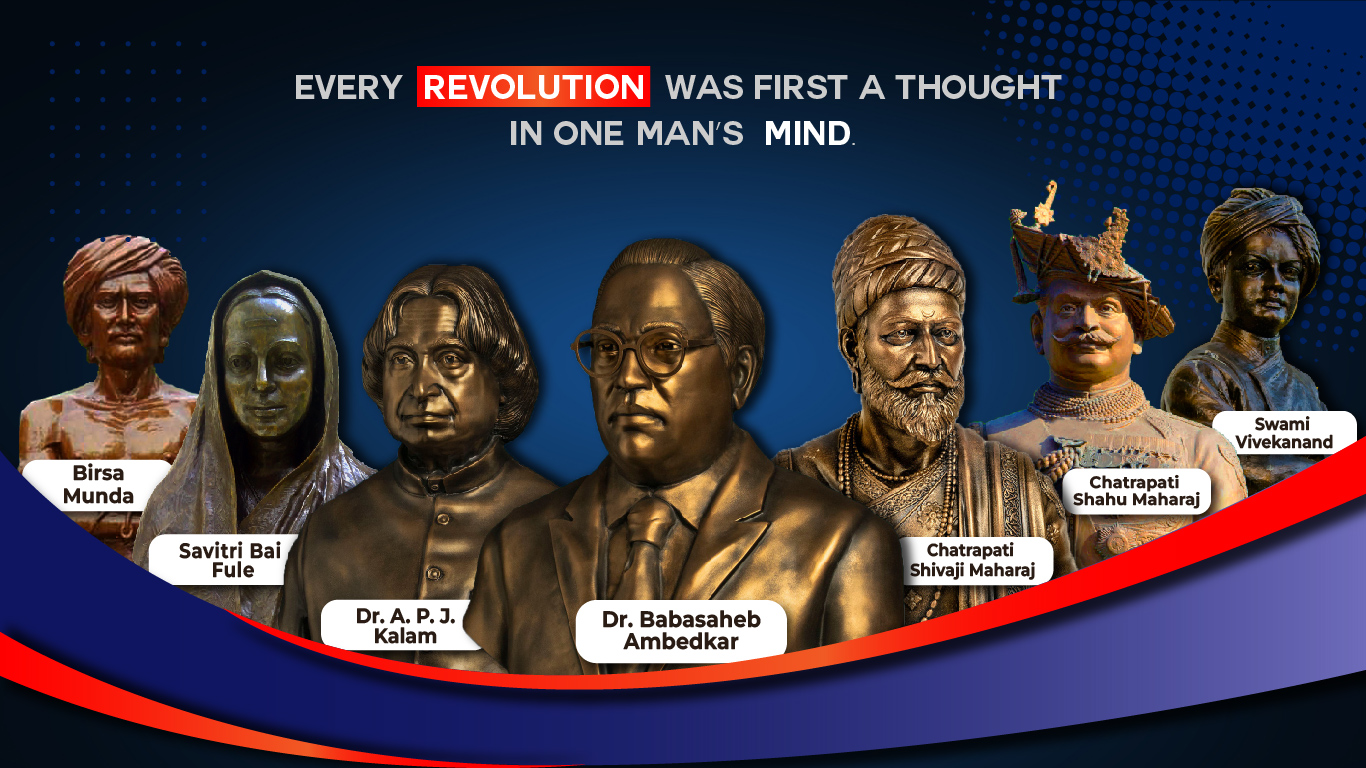 EVERY REVOLUTION WAS FIRST A THOUGHT
IN ONE MAN'S MIND.
Birsa
Munda
Savitri Bai
Fule
Dr. A. P. J.
Kalam
Dr. Babasaheb
Ambedkar
Chatrapati
Shivaji Maharaj
Chatrapati
Shahu Maharaj
Swami
Vivekanand